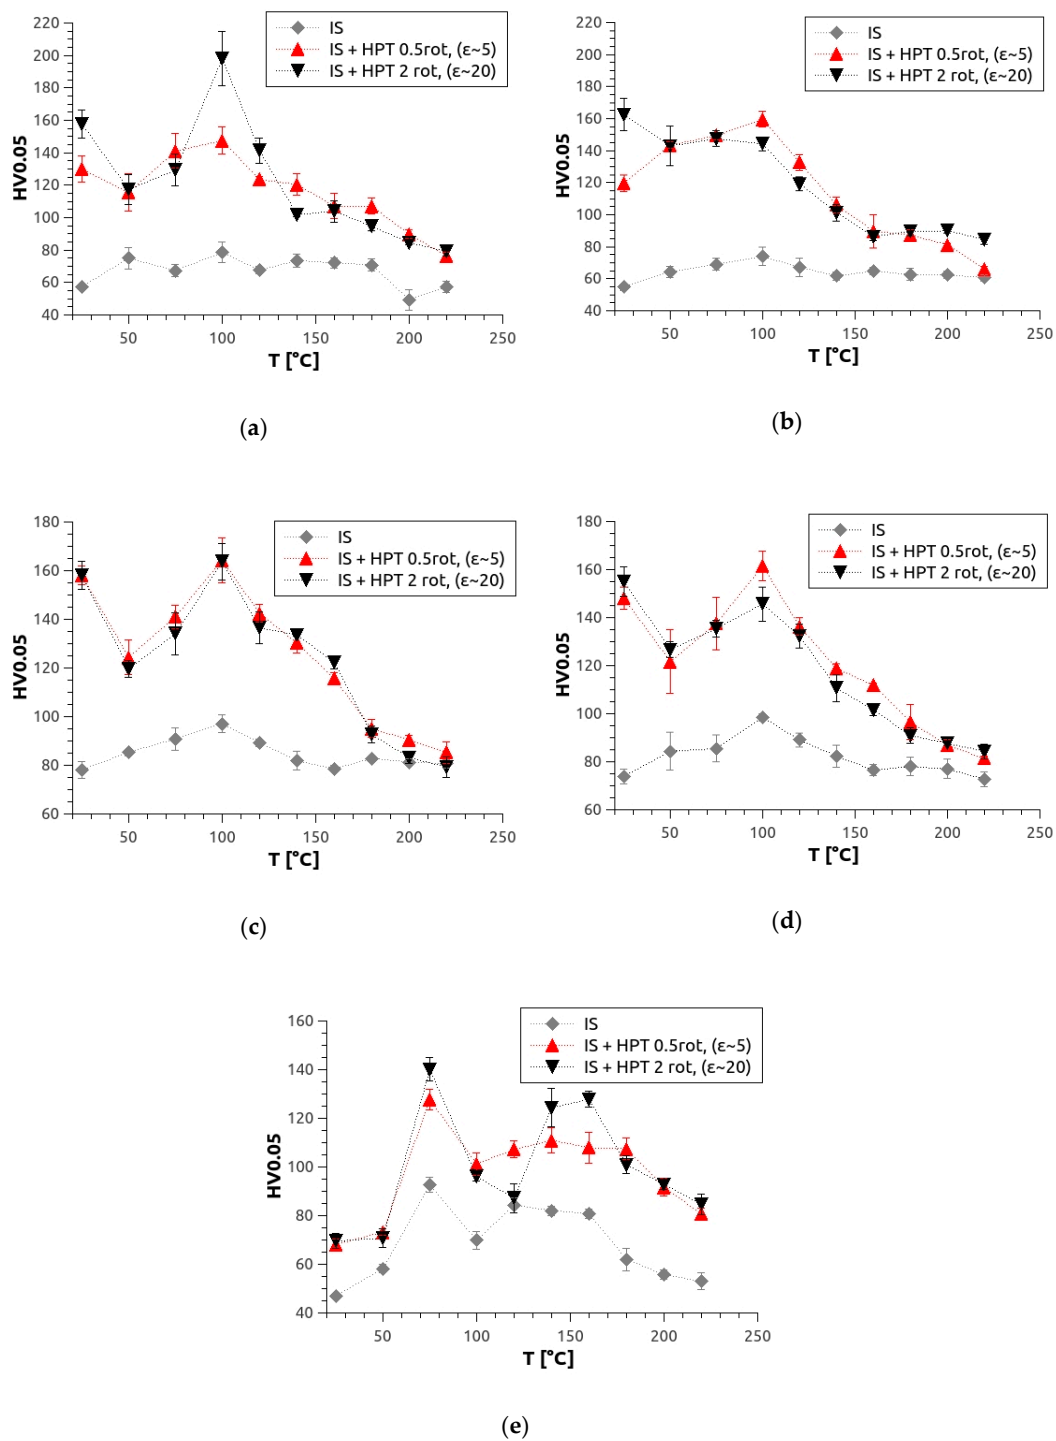 220
200
180
160
140
120
100
80
60
40
HV0.05
50
100
150
200
250
T [°C]
IS
IS + HPT 0.5rot, (ε~5)
IS + HPT 2 rot, (ε~20)
(a)
220
200
180
160
140
120
100
80
60
40
HV0.05
50
100
150
200
250
T [°C]
IS
IS + HPT 0.5rot, (ε~5)
IS + HPT 2 rot, (ε~20)
(b)
180
160
140
120
100
80
60
HV0.05
50
100
150
200
250
T [°C]
IS
IS + HPT 0.5rot, (ε~5)
IS + HPT 2 rot, (ε~20)
(c)
180
160
140
120
100
80
60
HV0.05
50
100
150
200
250
T [°C]
IS
IS + HPT 0.5rot, (ε~5)
IS + HPT 2 rot, (ε~20)
(d)
160
140
120
100
80
60
40
HV0.05
50
100
150
200
250
T [°C]
IS
IS + HPT 0.5rot, (ε~5)
IS + HPT 2 rot, (ε~20)
(e)